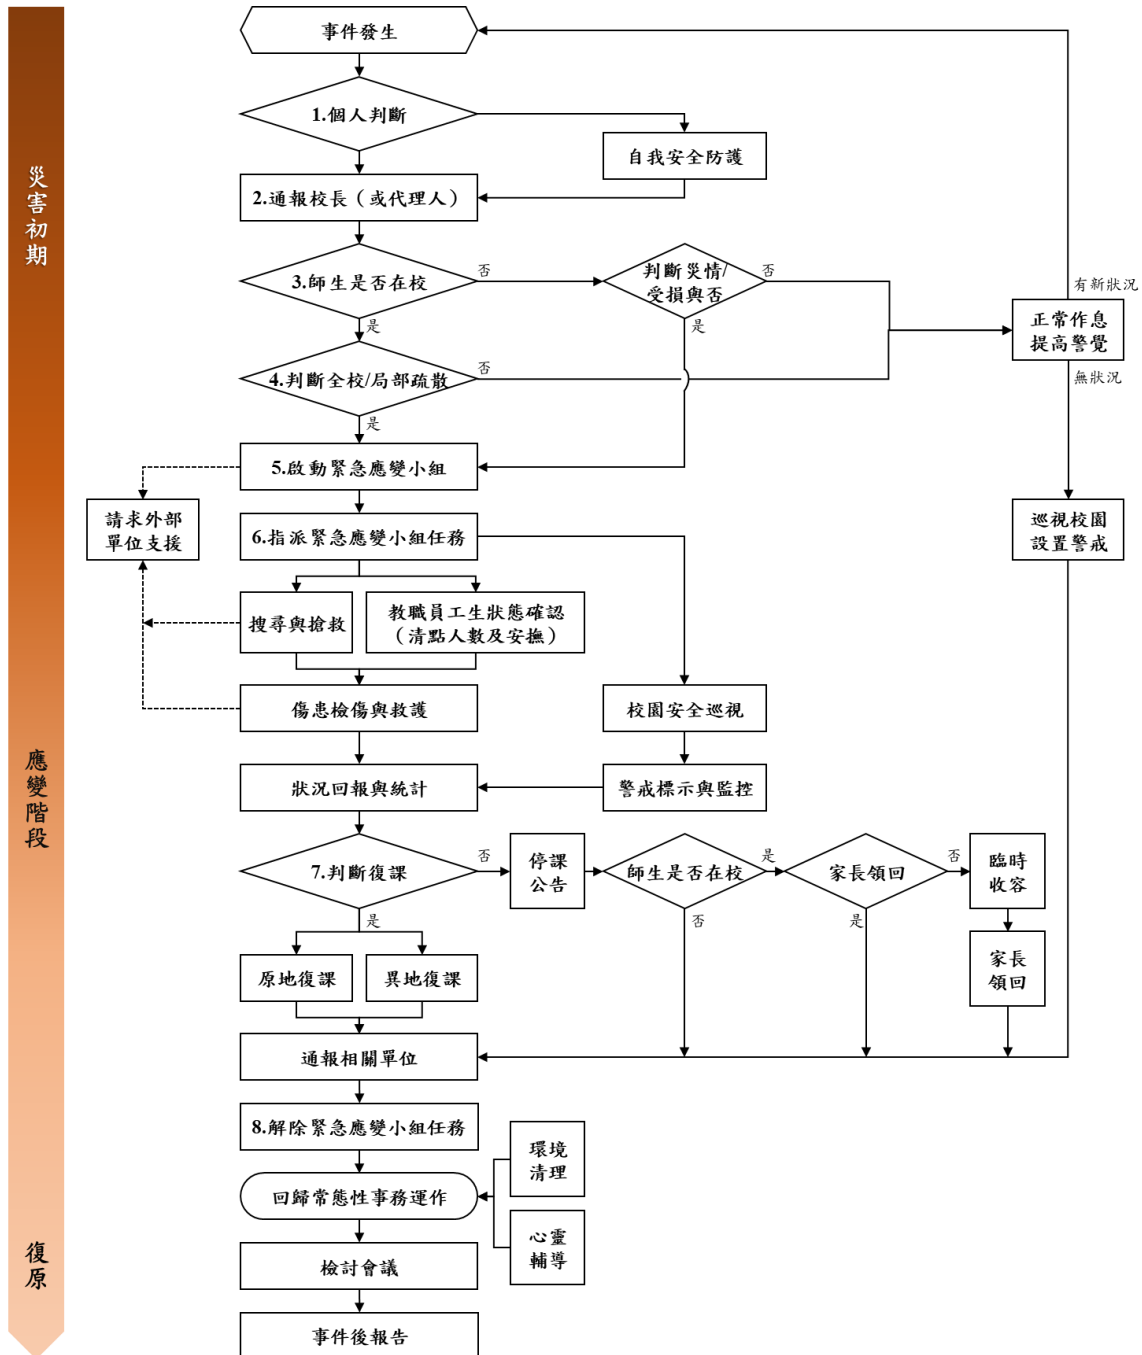 事件發生
1.個人判斷
自我安全防護
災害初期
2.通報校長（或代理人）
3.師生是否在校
否
判斷災情/
受損與否
否
有新狀況
正常作息
提高警覺
是
是
4.判斷全校/局部疏散
否
無狀況
是
5.啟動緊急應變小組
請求外部
單位支援
6.指派緊急應變小組任務
巡視校園
設置警戒
搜尋與搶救
教職員工生狀態確認
（清點人數及安撫）
傷患檢傷與救護
校園安全巡視
應變階段
狀況回報與統計
警戒標示與監控
7.判斷復課
否
停課
公告
師生是否在校
是
家長領回
否
臨時
收容
是
否
是
原地復課
異地復課
家長
領回
通報相關單位
8.解除緊急應變小組任務
環境
清理
回歸常態性事務運作
心靈
輔導
復原
檢討會議
事件後報告